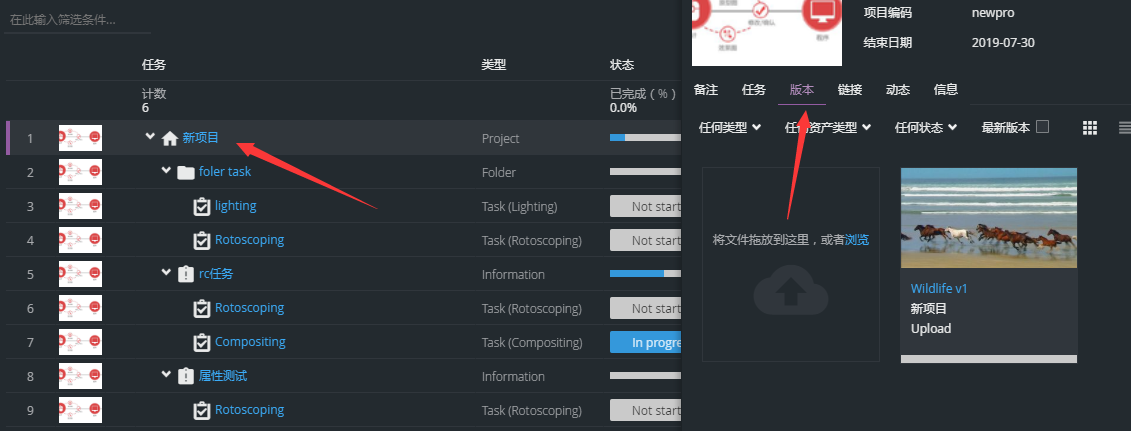 在此输入筛选条件...
任务 类型 状态
计数 已完成（%）
6 0.0%
1 新项目 Project
2 foler task Folder
3 lighting Task (Lighting) Not start
4 Rotoscoping Task (Rotoscoping) Not start
5 rc任务 Information
6 Rotoscoping Task (Rotoscoping) Not start
7 Compositing Task (Compositing) In progre
8 属性测试 Information
9 Rotoscoping Task (Rotoscoping) Not start
项目编码 newpro
结束日期 2019-07-30
备注 任务 版本 链接 动态 信息
任何类型 任何资产类型 任何状态 最新版本
将文件拖放到这里，或者浏览
Wildlife v1
新项目
Upload